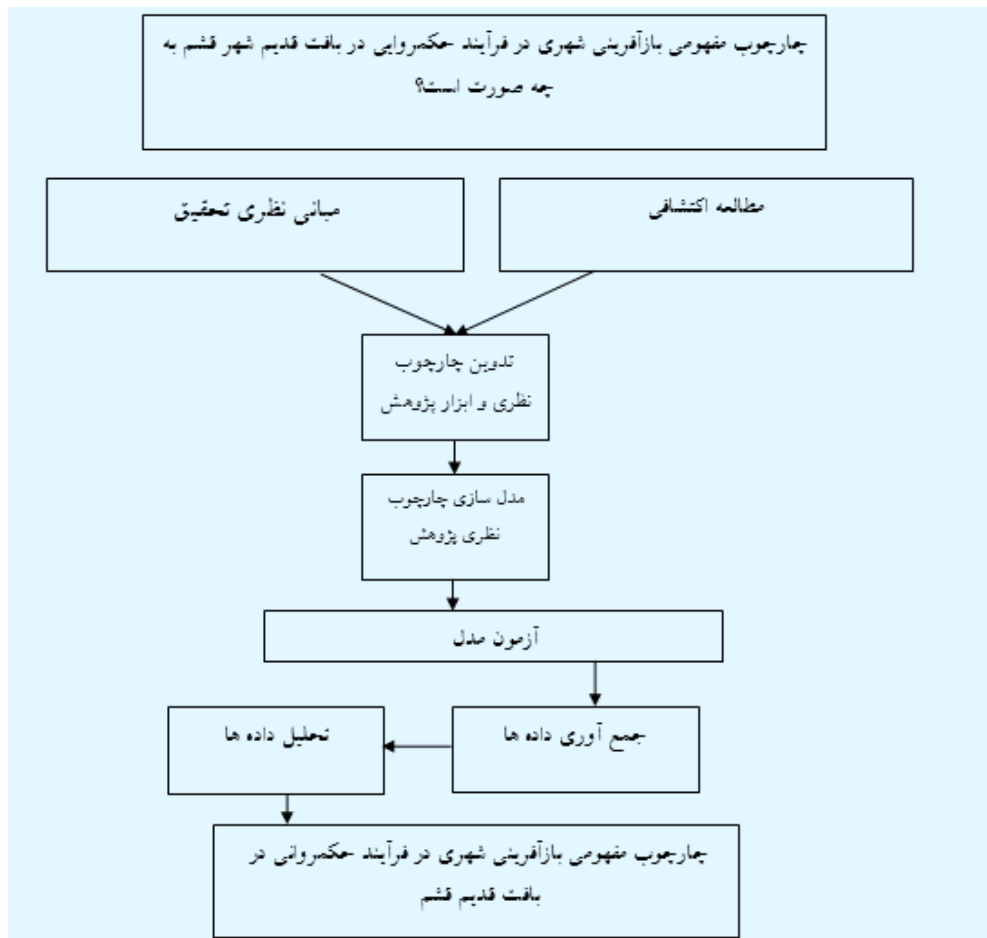 چارچوب مفهومی بازآفرینی شهری در فرآیند حکمروایی در بافت قدیم شهر قشم به
چه صورت است؟
مطالعه اکتشافی
مبانی نظری تحقیق
تدوین چارچوب
نظری و ابزار پژوهش
مدل سازی چارچوب
نظری پژوهش
آزمون مدل
جمع آوری داده ها
تحلیل داده ها
چارچوب مفهومی بازآفرینی شهری در فرآیند حکمروانی در
بافت قدیم قشم